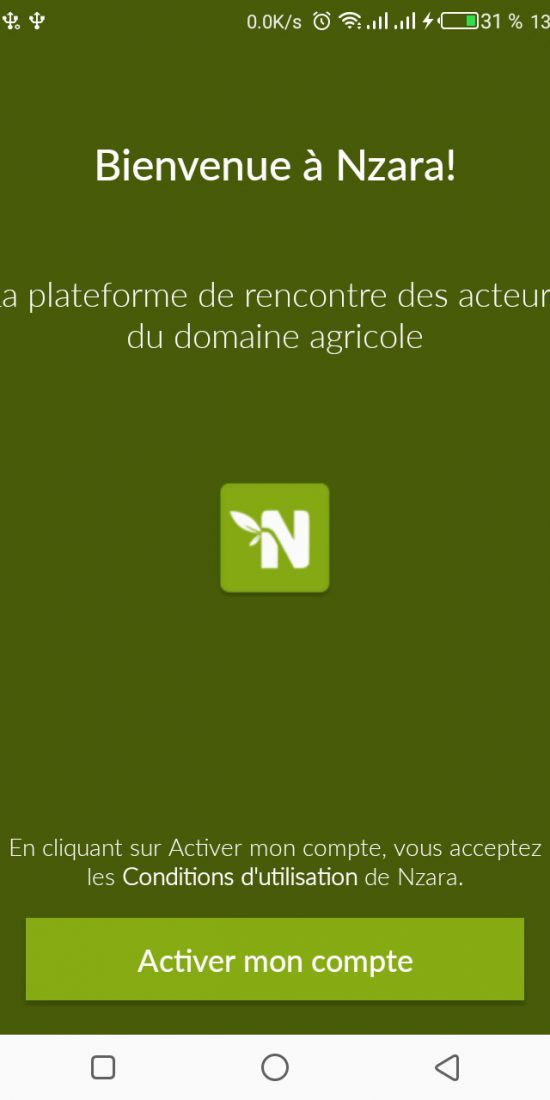 0.0K/s 31 % 13
Bienvenue à Nzara!
a plateforme de rencontre des acteur
du domaine agricole
N
En cliquant sur Activer mon compte, vous acceptez
les Conditions d'utilisation de Nzara.
Activer mon compte